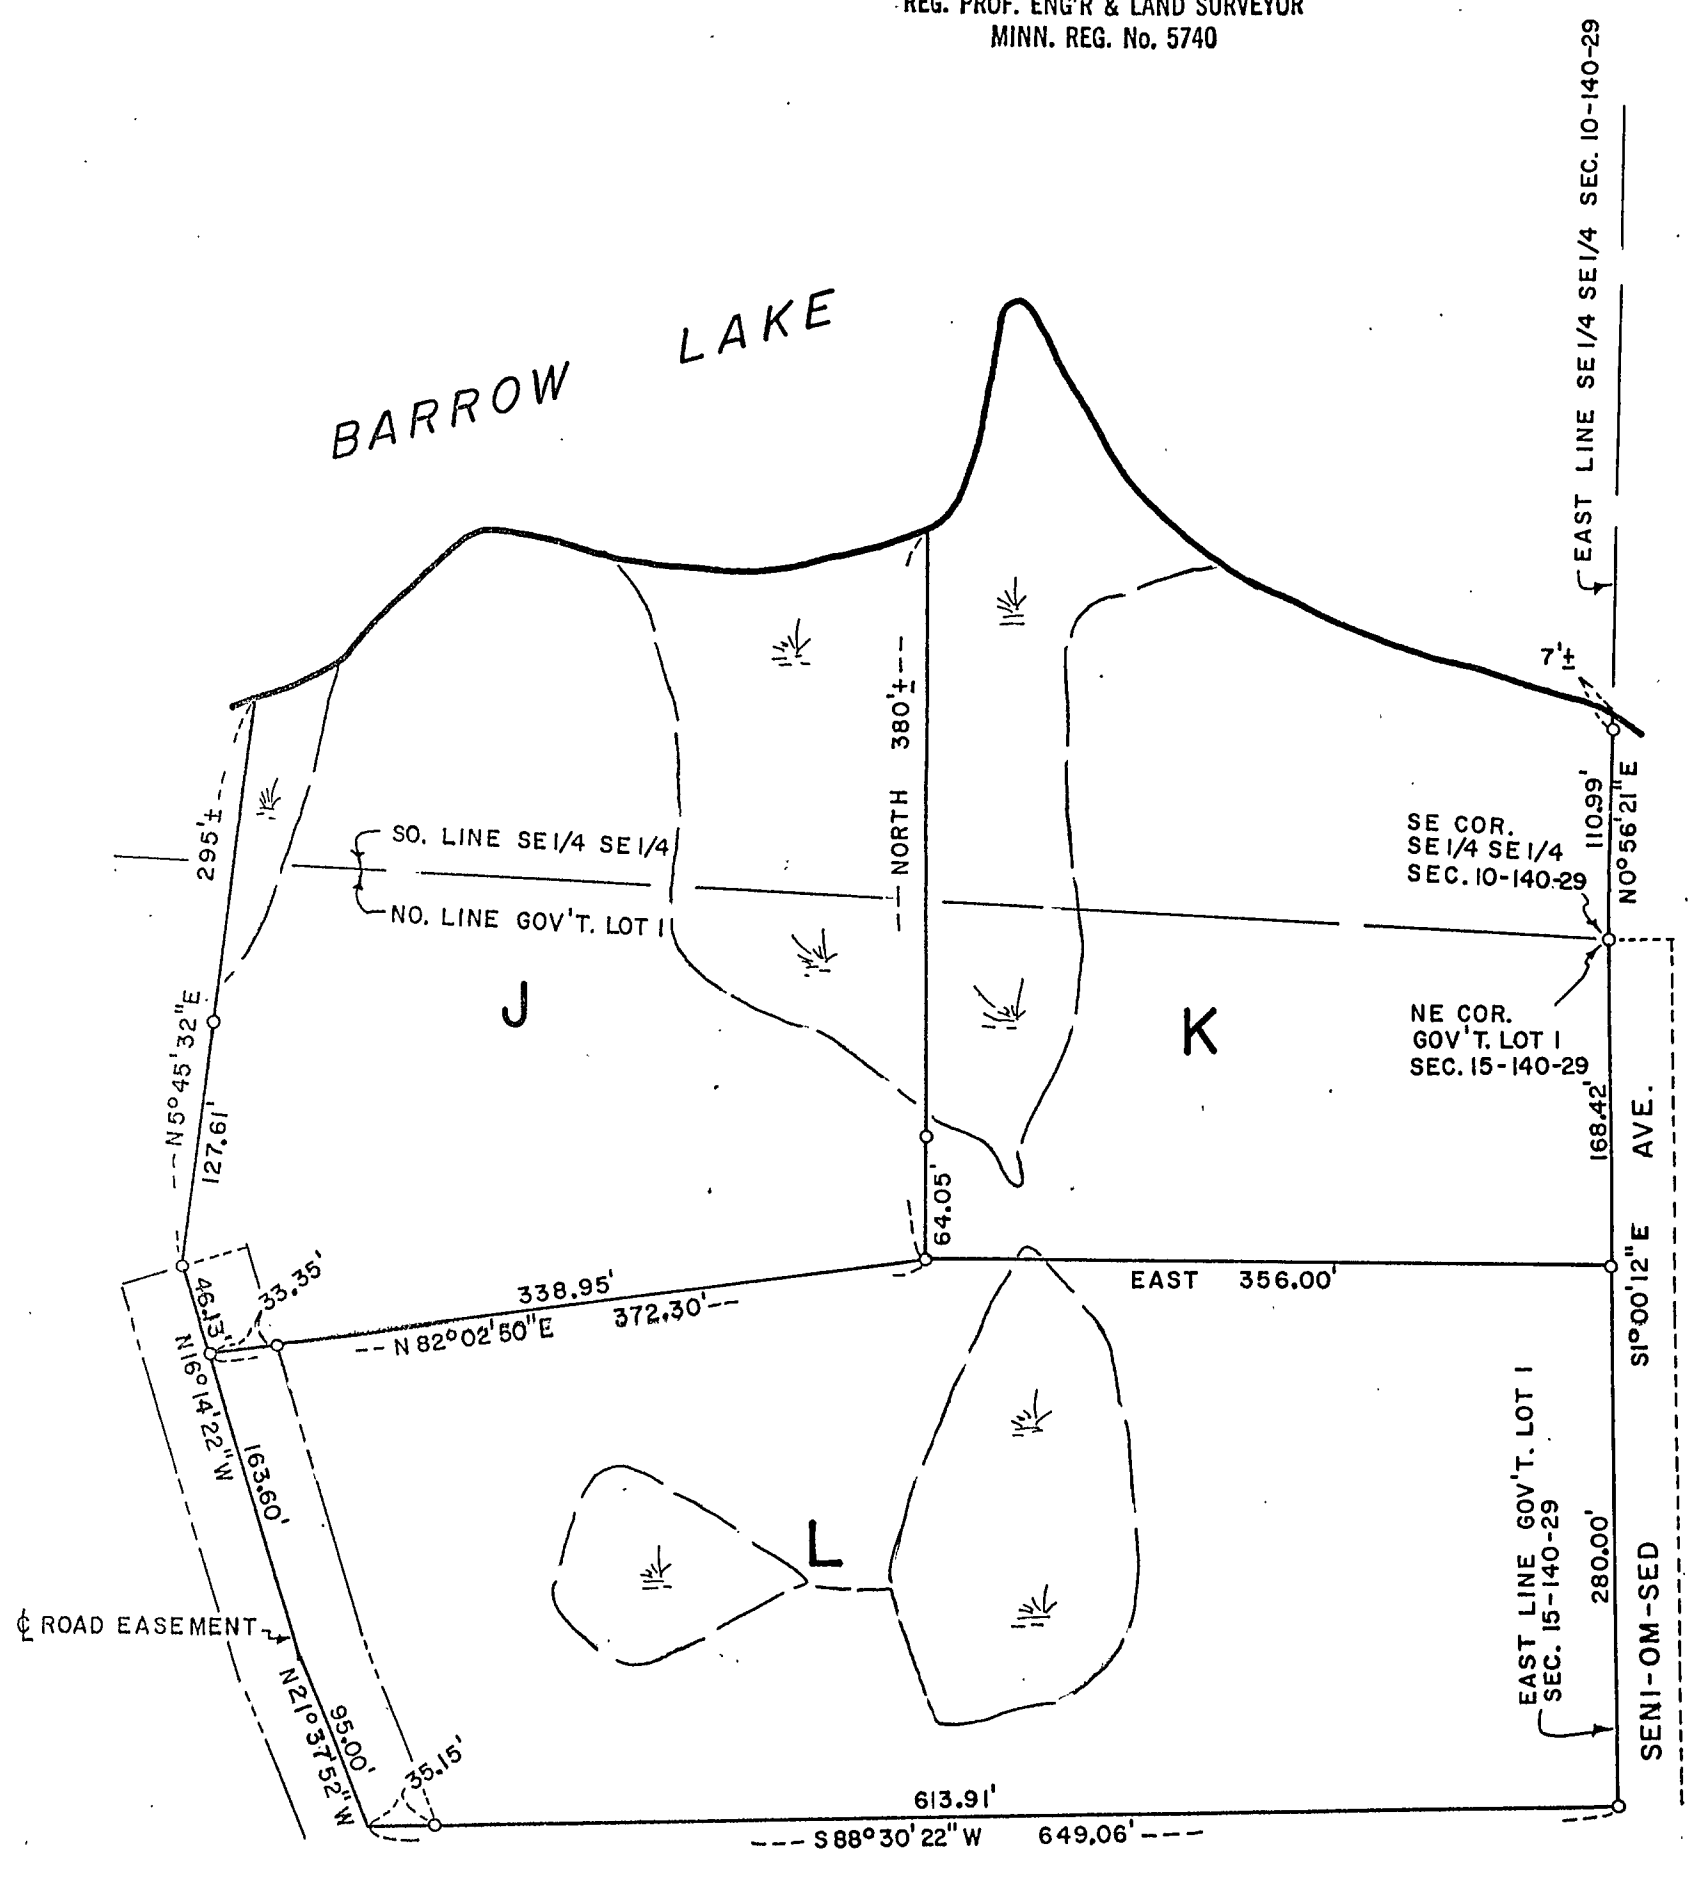 REG. PROF. ENG'R & LAND SURVEYOR
MINN. REG. No. 5740
EAST LINE SE 1/4 SE 1/4 SEC. 10-140-29
BARROW LAKE
7'±
295'±
NORTH 380'±
110.99'
N0°56'21"E
SO. LINE SE 1/4 SE 1/4
NO. LINE GOV'T. LOT 1
SE COR.
SE 1/4 SE 1/4
SEC. 10-140-29
J
K
NE COR.
GOV'T. LOT 1
SEC. 15-140-29
N5°45'32"E
127.61'
64.05'
168.42'
46.13'
33.35'
338.95'
N82°02'50"E 372.30'
EAST 356.00'
S1°00'12"E
N16°14'22"W
163.60'
L
EAST LINE GOV'T. LOT 1
SEC. 15-140-29
280.00'
SENI-OM-SED AVE.
℄ ROAD EASEMENT
N21°37'52"W
95.00'
35.15'
613.91'
S88°30'22"W 649.06'